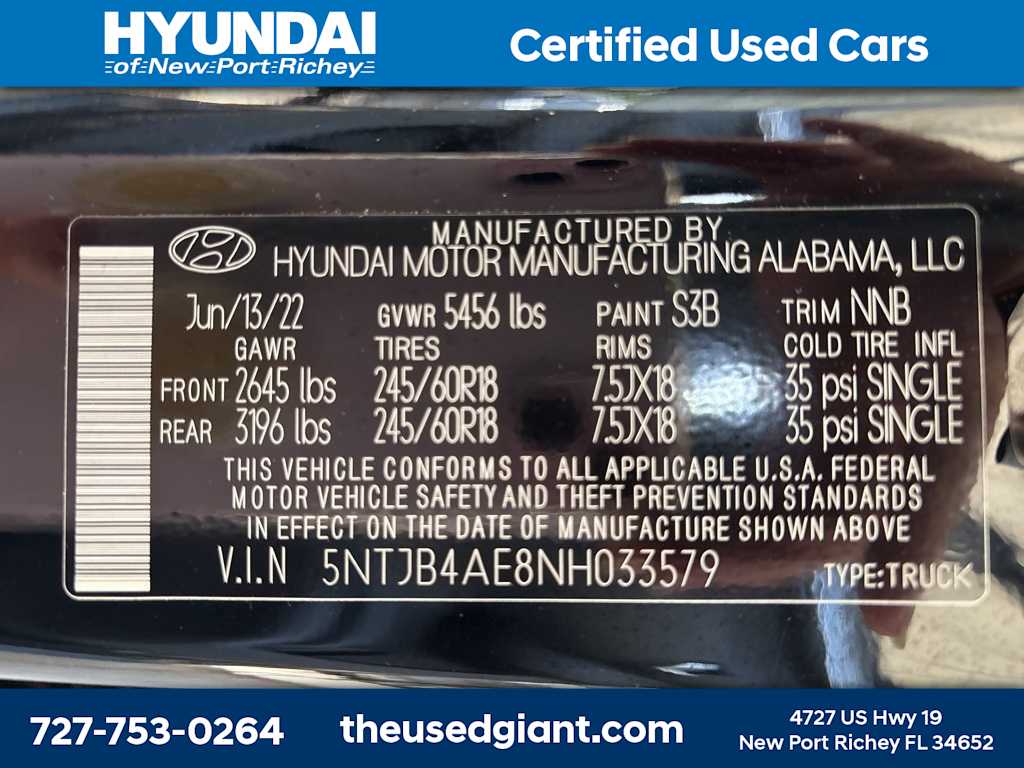 HYUNDAI
of New Port Richey
Certified Used Cars
MANUFACTURED BY
HYUNDAI MOTOR MANUFACTURING ALABAMA, LLC
Jun/13/22 GVWR 5456 lbs PAINT S3B TRIM NNB
GAWR TIRES RIMS COLD TIRE INFL
FRONT 2645 lbs 245/60R18 7.5JX18 35 psi SINGLE
REAR 3196 lbs 245/60R18 7.5JX18 35 psi SINGLE
THIS VEHICLE CONFORMS TO ALL APPLICABLE U.S.A. FEDERAL
MOTOR VEHICLE SAFETY AND THEFT PREVENTION STANDARDS
IN EFFECT ON THE DATE OF MANUFACTURE SHOWN ABOVE
V.I.N 5NTJB4AE8NH033579 TYPE:TRUCK
727-753-0264
theusedgiant.com
4727 US Hwy 19
New Port Richey FL 34652